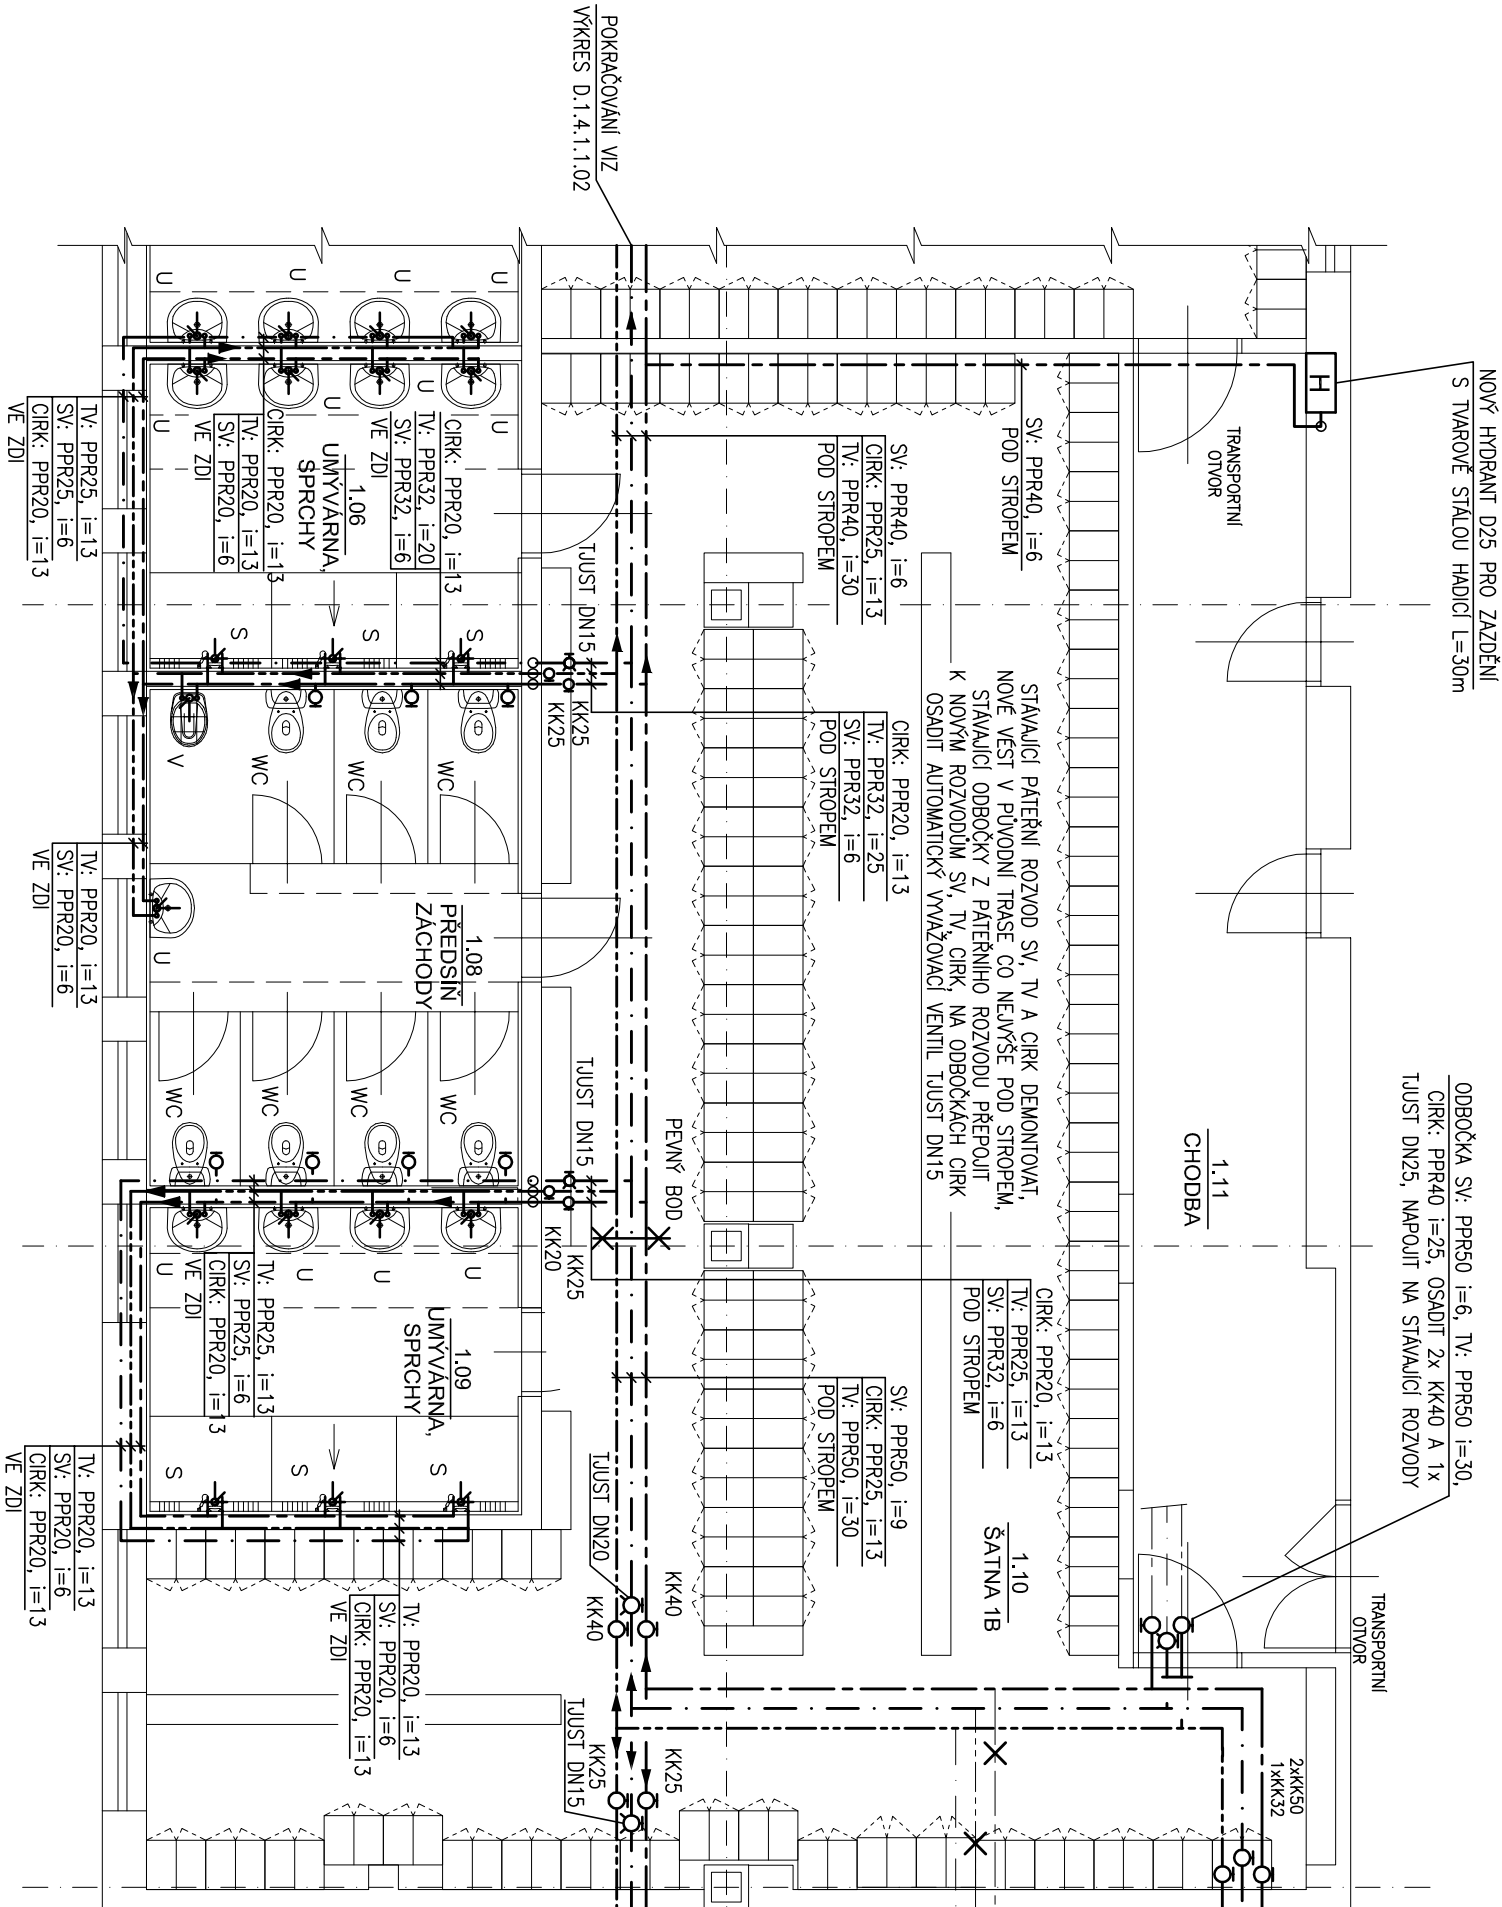 NOVÝ HYDRANT D25 PRO ZAZDĚNÍ
S TVAROVĚ STÁLOU HADICÍ L=30m
ODBOČKA SV: PPR50 i=6, TV: PPR50 i=30,
CIRK: PPR40 i=25, OSADIT 2x KK40 A 1x
TJUST DN25, NAPOJIT NA STÁVAJÍCÍ ROZVODY
TRANSPORTNÍ
OTVOR
TRANSPORTNÍ
OTVOR
H
1.11
CHODBA
2xKK50
1xKK32
POKRAČOVÁNÍ VIZ
VÝKRES D.1.4.1.1.02
SV: PPR40, i=6
POD STROPEM
STÁVAJÍCÍ PÁTEŘNÍ ROZVOD SV, TV A CIRK DEMONTOVAT,
NOVĚ VÉST V PŮVODNÍ TRASE CO NEJVÝŠE POD STROPEM,
STÁVAJÍCÍ ODBOČKY Z PÁTEŘNÍHO ROZVODU PŘEPOJIT
K NOVÝM ROZVODŮM SV, TV, CIRK, NA ODBOČKÁCH CIRK
OSADIT AUTOMATICKÝ VYVAŽOVACÍ VENTIL TJUST DN15
1.10
ŠATNA 1B
SV: PPR40, i=6
CIRK: PPR25, i=13
TV: PPR40, i=30
POD STROPEM
CIRK: PPR20, i=13
TV: PPR32, i=25
SV: PPR32, i=6
POD STROPEM
CIRK: PPR20, i=13
TV: PPR25, i=13
SV: PPR32, i=6
POD STROPEM
SV: PPR50, i=9
CIRK: PPR25, i=13
TV: PPR50, i=30
POD STROPEM
PEVNÝ BOD
KK40
KK25
TJUST DN15
KK25
KK25
TJUST DN15
KK25
KK20
TJUST DN20
KK40
KK25
TJUST DN15
U
U
U
U
U
U
U
U
CIRK: PPR20, i=13
TV: PPR32, i=20
SV: PPR32, i=6
VE ZDI
1.06
UMÝVÁRNA,
SPRCHY
CIRK: PPR20, i=13
TV: PPR20, i=13
SV: PPR20, i=6
VE ZDI
S
S
S
WC
WC
WC
V
1.08
PŘEDSÍŇ
ZÁCHODY
U
WC
WC
WC
WC
U
U
U
U
1.09
UMÝVÁRNA,
SPRCHY
TV: PPR25, i=13
SV: PPR25, i=6
CIRK: PPR20, i=13
VE ZDI
S
S
S
TV: PPR20, i=13
SV: PPR20, i=6
CIRK: PPR20, i=13
VE ZDI
TV: PPR25, i=13
SV: PPR25, i=6
CIRK: PPR20, i=13
VE ZDI
TV: PPR20, i=13
SV: PPR20, i=6
VE ZDI
TV: PPR20, i=13
SV: PPR20, i=6
CIRK: PPR20, i=13
VE ZDI